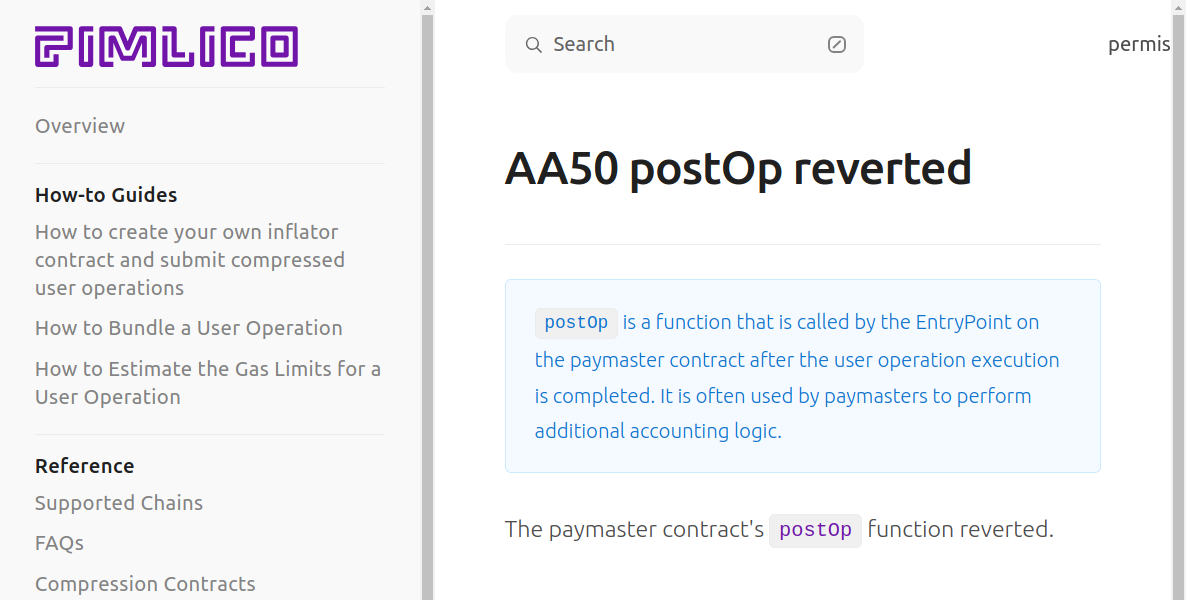 PIMLICO
Overview
How-to Guides
How to create your own inflator
contract and submit compressed
user operations
How to Bundle a User Operation
How to Estimate the Gas Limits for a
User Operation
Reference
Supported Chains
FAQs
Compression Contracts
Search
permis
AA50 postOp reverted
postOp is a function that is called by the EntryPoint on
the paymaster contract after the user operation execution
is completed. It is often used by paymasters to perform
additional accounting logic.
The paymaster contract's postOp function reverted.